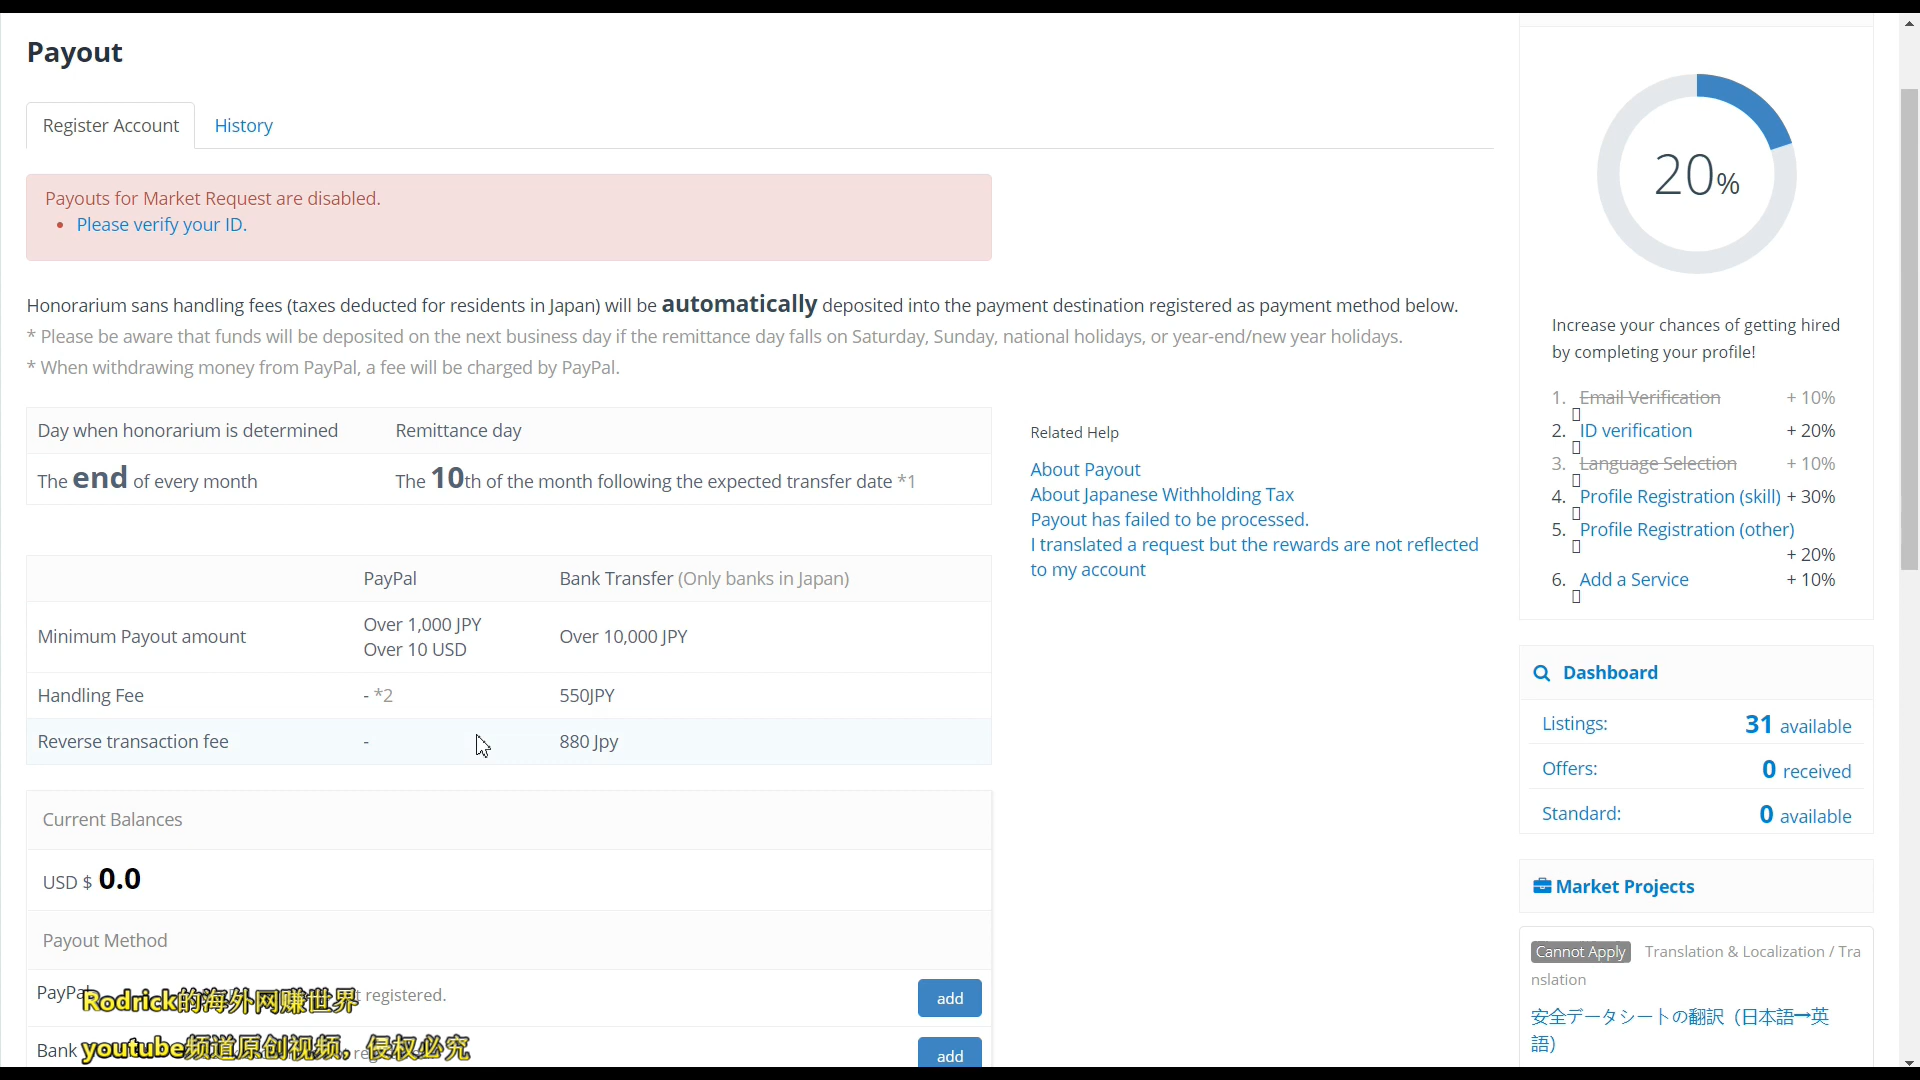 Payout
Register Account
History
Payouts for Market Request are disabled.
• Please verify your ID.
Honorarium sans handling fees (taxes deducted for residents in Japan) will be automatically deposited into the payment destination registered as payment method below.
* Please be aware that funds will be deposited on the next business day if the remittance day falls on Saturday, Sunday, national holidays, or year-end/new year holidays.
* When withdrawing money from PayPal, a fee will be charged by PayPal.
Day when honorarium is determined Remittance day
The end of every month The 10th of the month following the expected transfer date *1
PayPal Bank Transfer (Only banks in Japan)
Minimum Payout amount Over 1,000 JPY Over 10,000 JPY
Over 10 USD
Handling Fee - *2 550JPY
Reverse transaction fee - 880 Jpy
Current Balances
USD $ 0.0
Payout Method
PayPal registered. add
Bank add
Rodrick的海外网赚世界
youtube频道原创视频，侵权必究
Related Help
About Payout
About Japanese Withholding Tax
Payout has failed to be processed.
I translated a request but the rewards are not reflected
to my account
20%
Increase your chances of getting hired
by completing your profile!
1. Email Verification + 10%
2. ID verification + 20%
3. Language Selection + 10%
4. Profile Registration (skill) + 30%
5. Profile Registration (other)
+ 20%
6. Add a Service + 10%
Dashboard
Listings: 31 available
Offers: 0 received
Standard: 0 available
Market Projects
Cannot Apply Translation & Localization / Tra
nslation
安全データシートの翻訳（日本語→英
語）